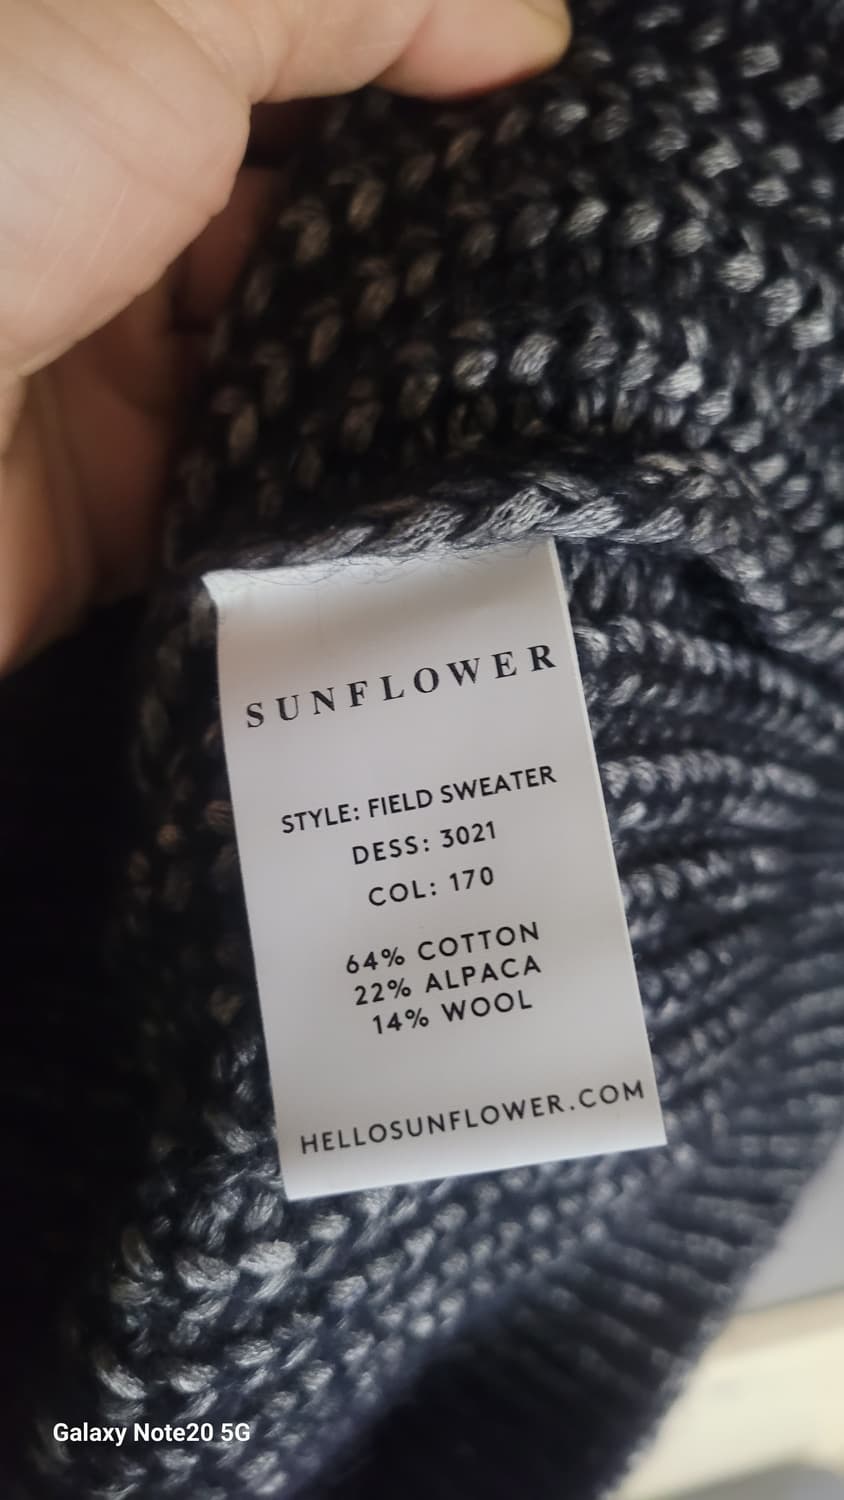 SUNFLOWER
STYLE: FIELD SWEATER
DESS: 3021
COL: 170
64% COTTON
22% ALPACA
14% WOOL
HELLOSUNFLOWER.COM
Galaxy Note20 5G